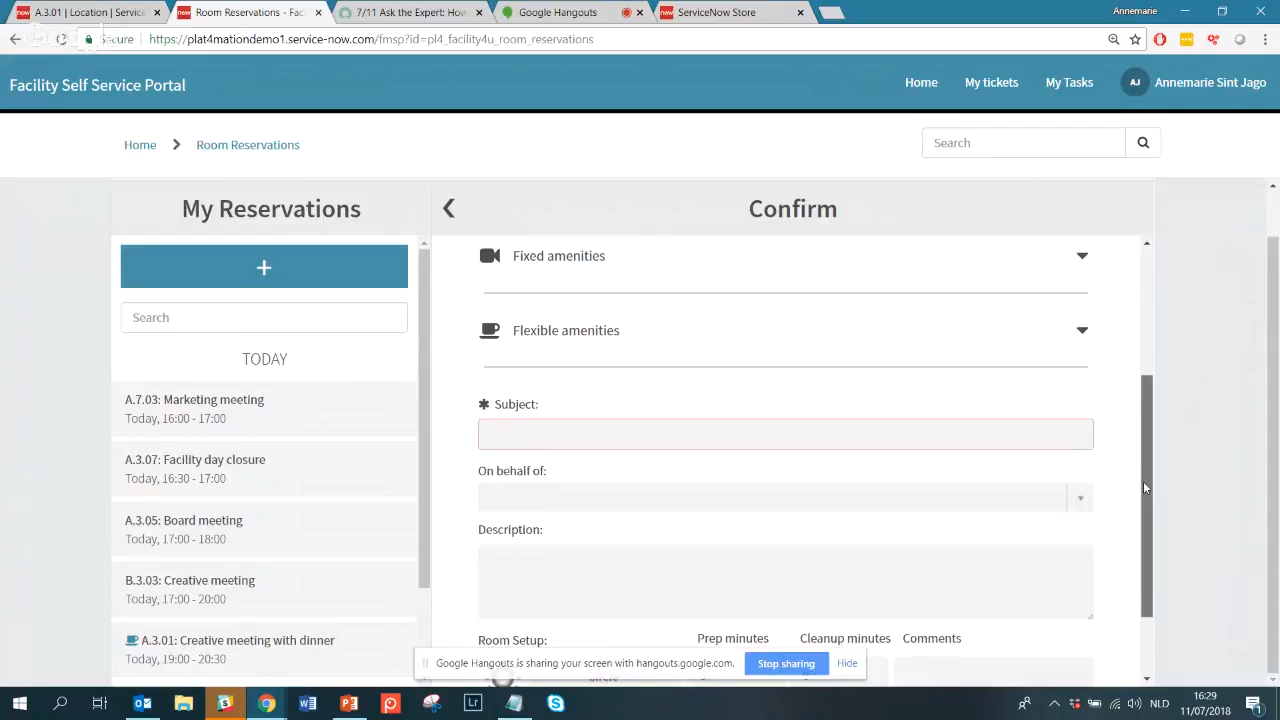 A.3.01 | Location | Service
Room Reservations - Fac
7/11 Ask the Expert: How
Google Hangouts
ServiceNow Store
Annemarie
Secure
https://plat4mationdemo1.service-now.com/fmsp?id=pl4_facility4u_room_reservations
Facility Self Service Portal
Home
My tickets
My Tasks
AJ
Annemarie Sint Jago
Home
Room Reservations
Search
My Reservations
+
Search
TODAY
A.7.03: Marketing meeting
Today, 16:00 - 17:00
A.3.07: Facility day closure
Today, 16:30 - 17:00
A.3.05: Board meeting
Today, 17:00 - 18:00
B.3.03: Creative meeting
Today, 17:00 - 20:00
A.3.01: Creative meeting with dinner
Today, 19:00 - 20:30
Confirm
Fixed amenities
Flexible amenities
✱ Subject:
On behalf of:
Description:
Room Setup:
Prep minutes
Cleanup minutes
Comments
Circle
Google Hangouts is sharing your screen with hangouts.google.com.
Stop sharing
Hide
Lr
NLD
16:29
11/07/2018